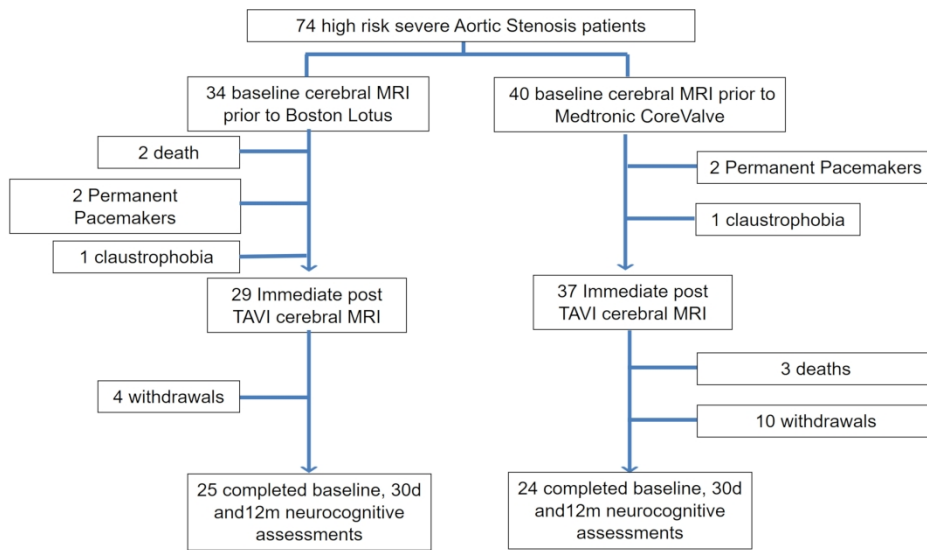 74 high risk severe Aortic Stenosis patients
34 baseline cerebral MRI
prior to Boston Lotus
40 baseline cerebral MRI prior to
Medtronic CoreValve
2 death
2 Permanent Pacemakers
2 Permanent
Pacemakers
1 claustrophobia
1 claustrophobia
29 Immediate post
TAVI cerebral MRI
37 Immediate post
TAVI cerebral MRI
3 deaths
4 withdrawals
10 withdrawals
25 completed baseline, 30d
and12m neurocognitive
assessments
24 completed baseline, 30d
and12m neurocognitive
assessments